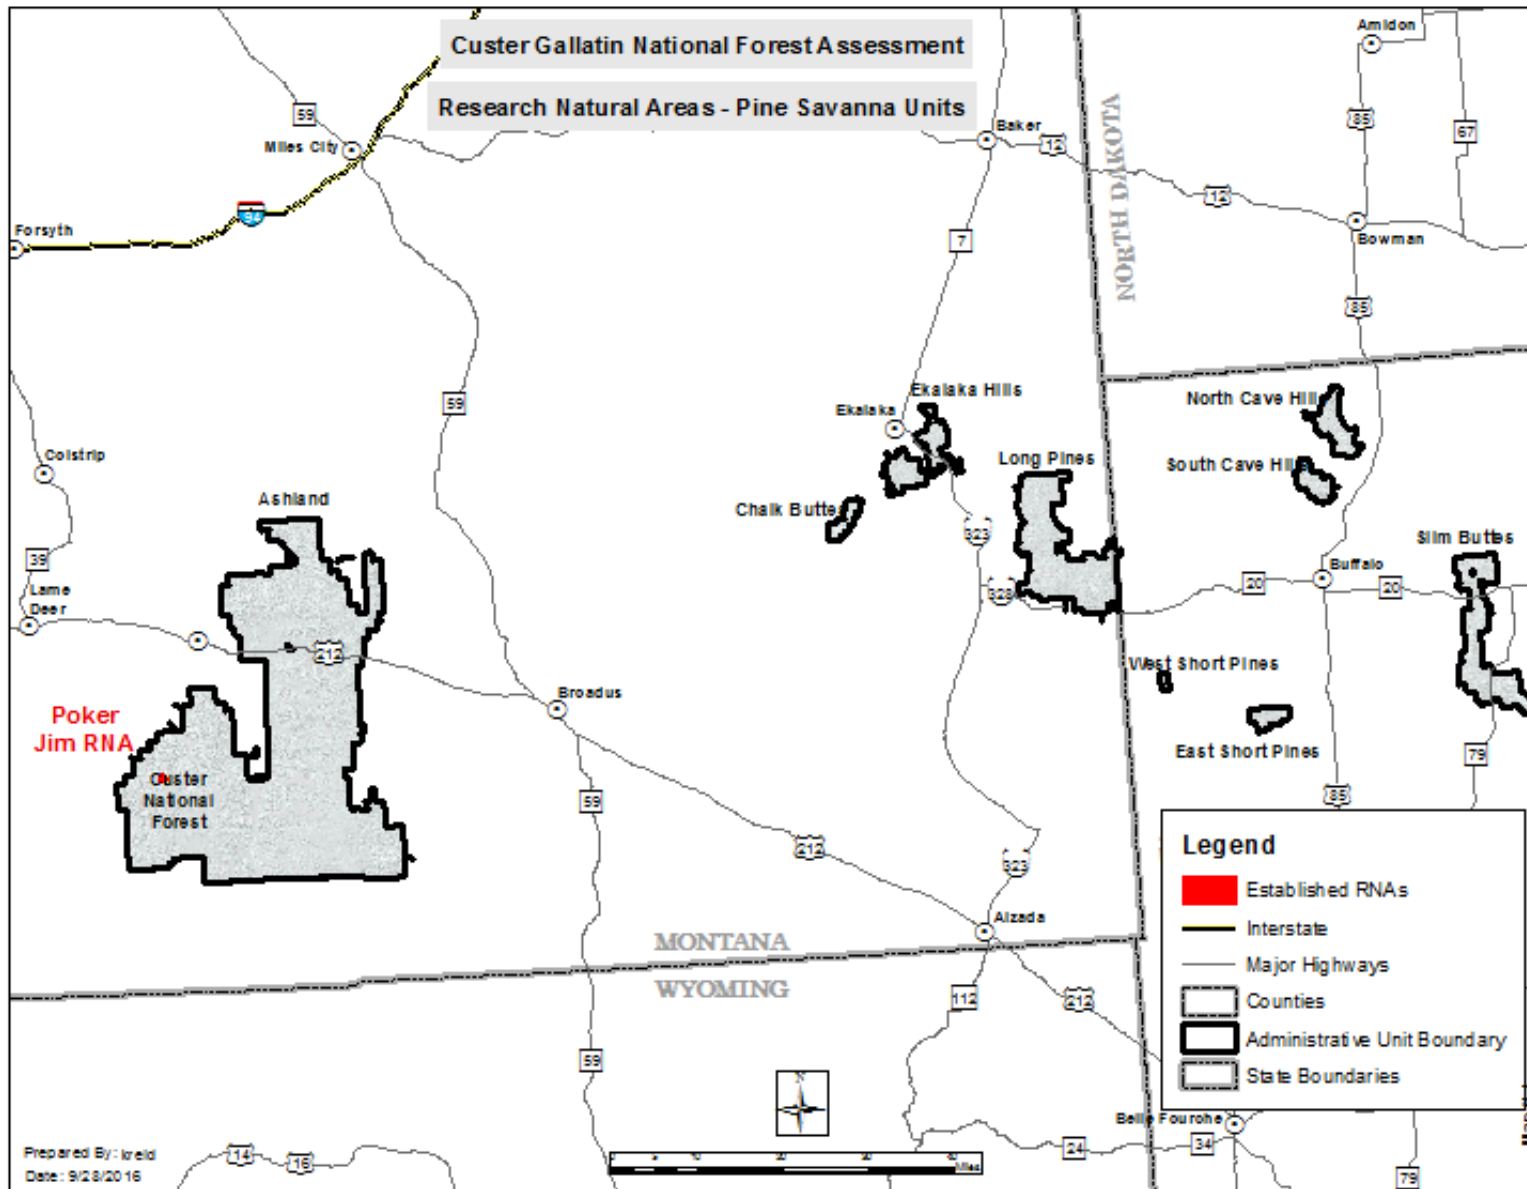 Custer Gallatin National Forest Assessment
Research Natural Areas - Pine Savanna Units
Amidon
59
85
67
Miles City
Baker
12
NORTH DAKOTA
12
94
Forsyth
7
Bowman
85
59
Ekalaka Hills
North Cave Hill
Ekalaka
Colstrip
Long Pines
South Cave Hill
Ashland
Chalk Butte
323
Slim Buttes
39
Buffalo
Lame
Deer
328
20
20
212
West Short Pines
Broadus
Poker
Jim RNA
East Short Pines
79
Custer
National
Forest
59
85
212
323
Legend
Established RNAs
Interstate
Major Highways
Counties
Administrative Unit Boundary
State Boundaries
Alzada
MONTANA
WYOMING
112
212
59
N
Belle Fourche
24
34
14
16
79
Prepared By: kreid
Date: 9/28/2016
Miles